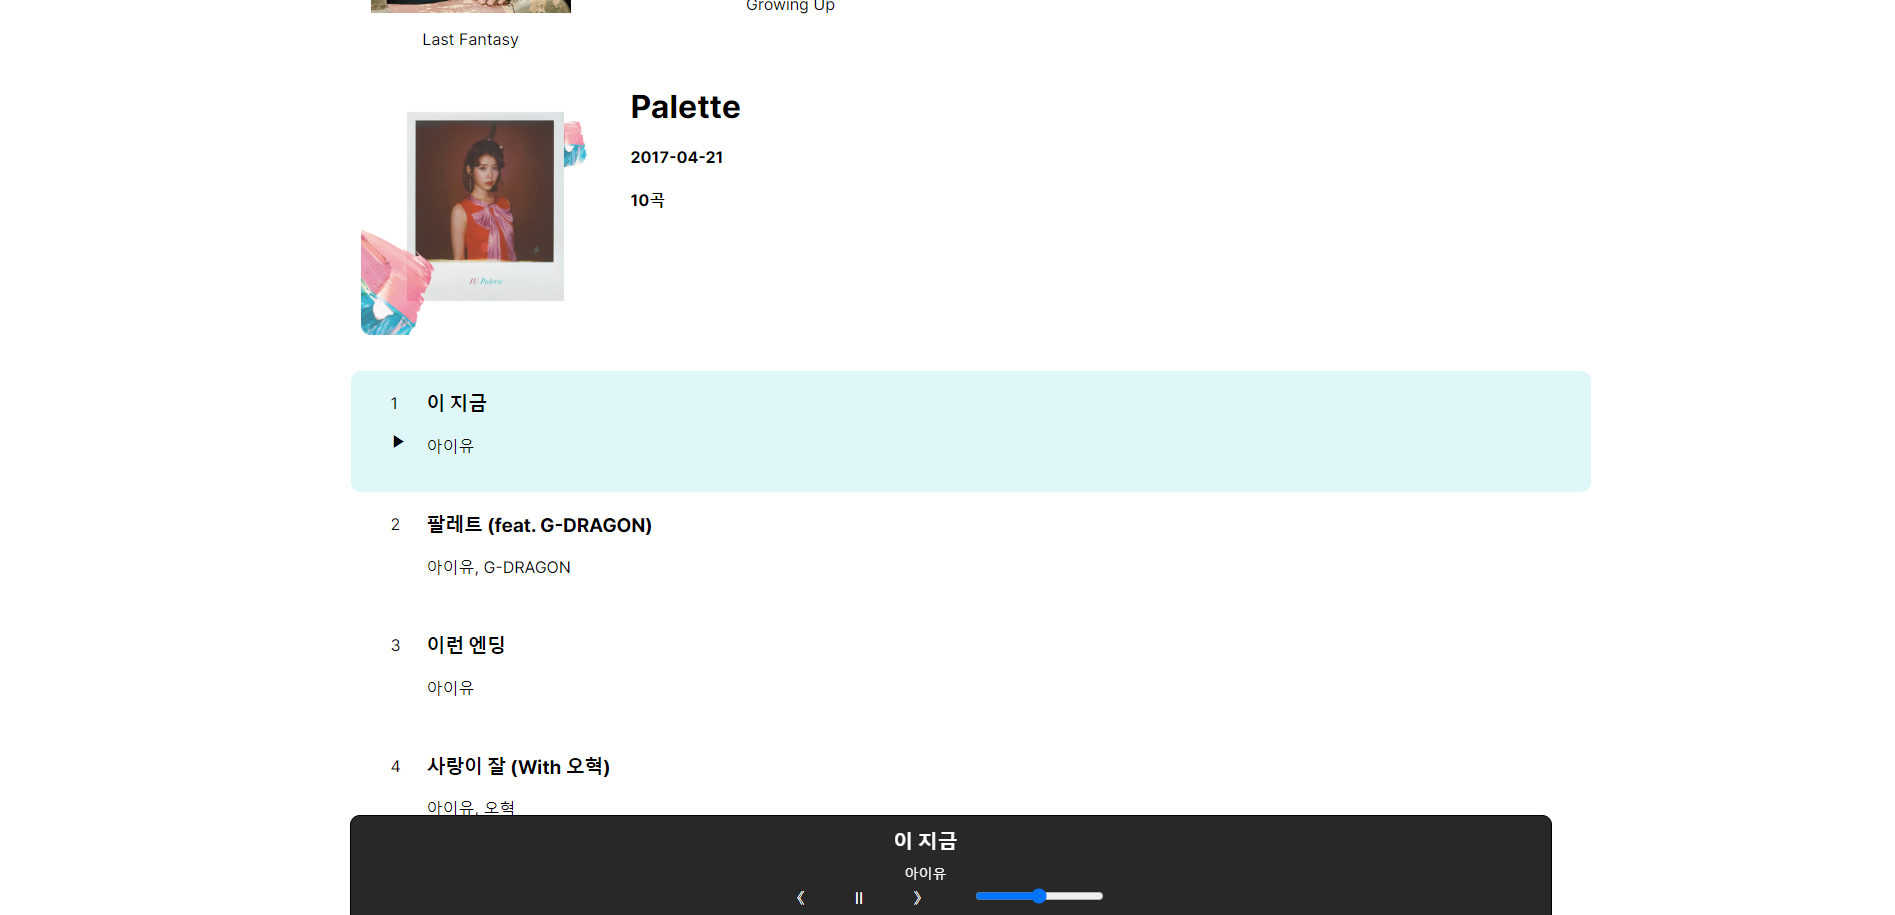 Growing Up
Last Fantasy
Palette
2017-04-21
10곡
IU Palette
1 이 지금
아이유
2 팔레트 (feat. G-DRAGON)
아이유, G-DRAGON
3 이런 엔딩
아이유
4 사랑이 잘 (With 오혁)
아이유, 오혁
이 지금
아이유